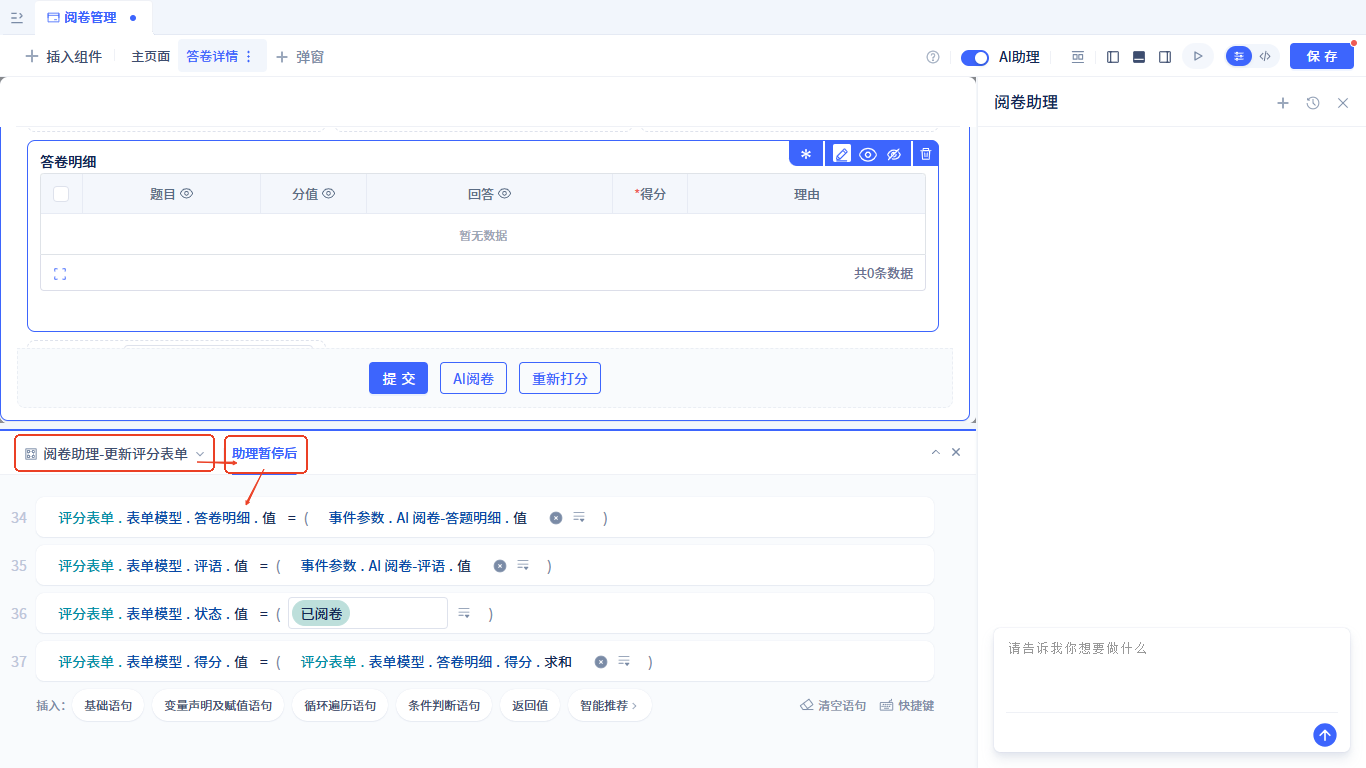 阅卷管理
插入组件 主页面 答卷详情 弹窗 AI助理 保 存
阅卷助理
答卷明细
题目 分值 回答 *得分 理由
暂无数据
共0条数据
提 交 AI阅卷 重新打分
阅卷助理-更新评分表单 助理暂停后
34 评分表单 . 表单模型 . 答卷明细 . 值 = ( 事件参数 . AI 阅卷-答题明细 . 值 )
35 评分表单 . 表单模型 . 评语 . 值 = ( 事件参数 . AI 阅卷-评语 . 值 )
36 评分表单 . 表单模型 . 状态 . 值 = ( 已阅卷 )
37 评分表单 . 表单模型 . 得分 . 值 = ( 评分表单 . 表单模型 . 答卷明细 . 得分 . 求和 )
插入: 基础语句 变量声明及赋值语句 循环遍历语句 条件判断语句 返回值 智能推荐 清空语句 快捷键
请告诉我你想要做什么